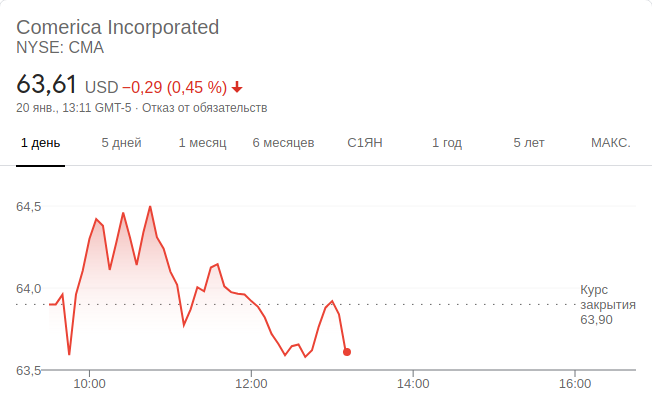 Comerica Incorporated
NYSE: CMA
63,61 USD −0,29 (0,45 %)
20 янв., 13:11 GMT-5 · Отказ от обязательств
1 день 5 дней 1 месяц 6 месяцев С1ЯН 1 год 5 лет МАКС.
64,5
64,0
Курс
закрытия
63,90
63,5
10:00 12:00 14:00 16:00